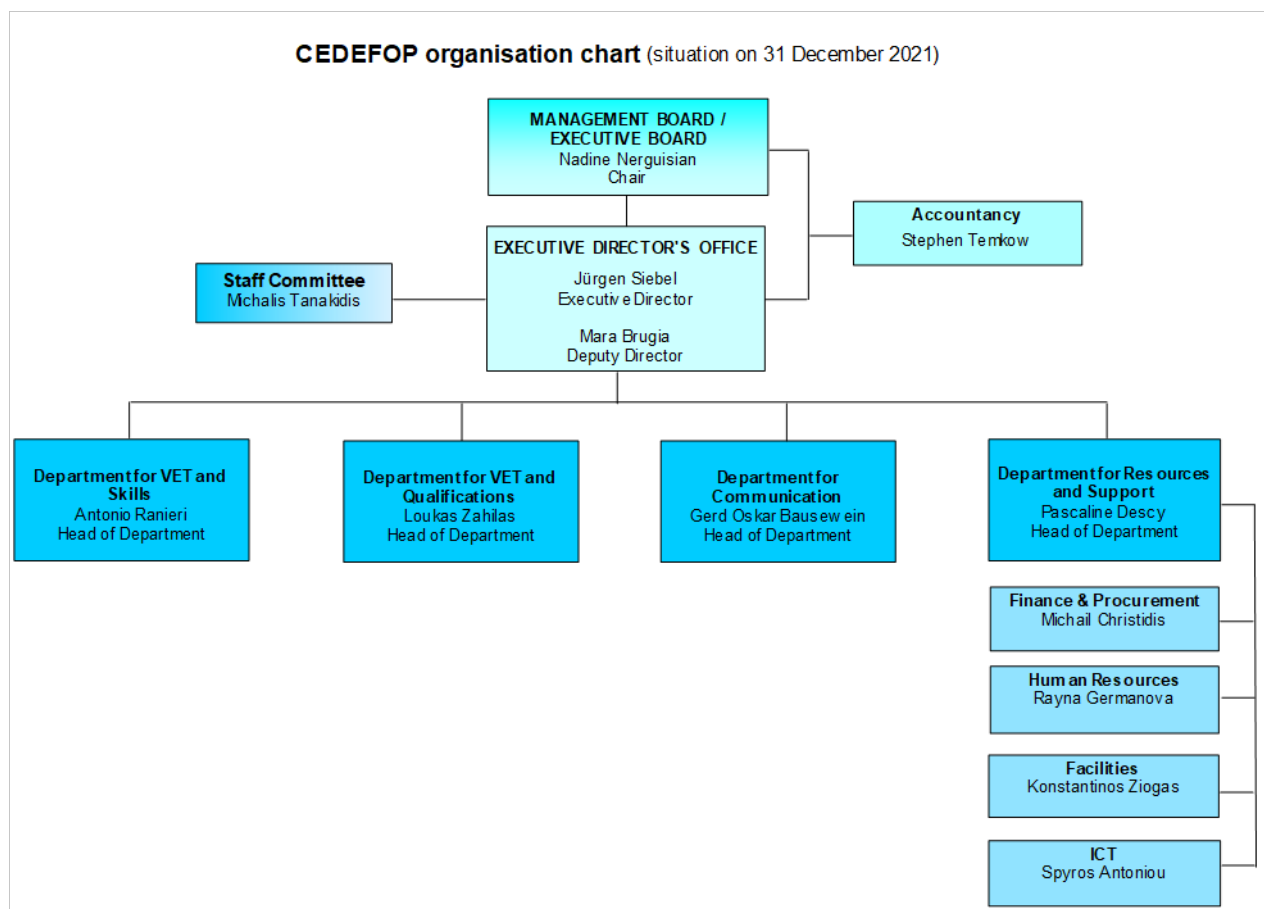 CEDEFOP organisation chart (situation on 31 December 2021)
MANAGEMENT BOARD /
EXECUTIVE BOARD
Nadine Nerguisian
Chair
Accountancy
Stephen Temkow
EXECUTIVE DIRECTOR'S OFFICE
Jürgen Siebel
Executive Director
Mara Brugia
Deputy Director
Staff Committee
Michalis Tanakidis
Department for VET and
Skills
Antonio Ranieri
Head of Department
Department for VET and
Qualifications
Loukas Zahilas
Head of Department
Department for
Communication
Gerd Oskar Bausewein
Head of Department
Department for Resources
and Support
Pascaline Descy
Head of Department
Finance & Procurement
Michail Christidis
Human Resources
Rayna Germanova
Facilities
Konstantinos Ziogas
ICT
Spyros Antoniou